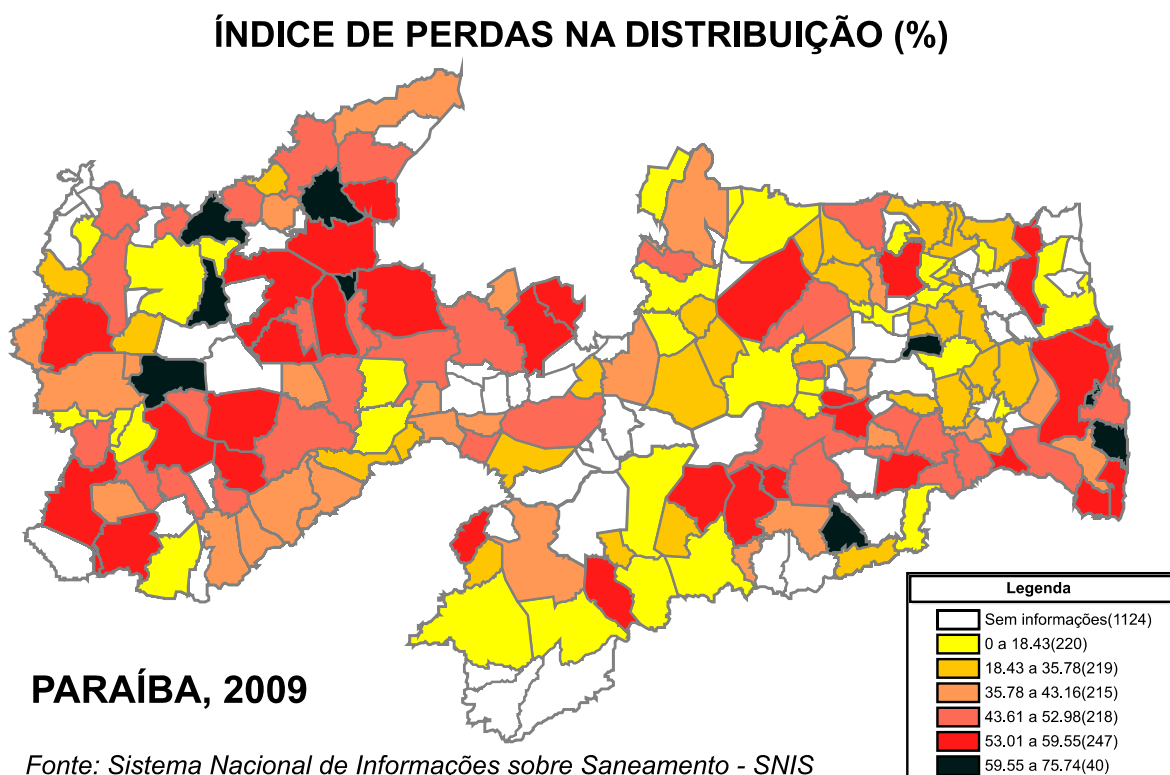 ÍNDICE DE PERDAS NA DISTRIBUIÇÃO (%)
PARAÍBA, 2009
Fonte: Sistema Nacional de Informações sobre Saneamento - SNIS
Legenda
Sem informações(1124)
0 a 18.43(220)
18.43 a 35.78(219)
35.78 a 43.16(215)
43.61 a 52.98(218)
53.01 a 59.55(247)
59.55 a 75.74(40)